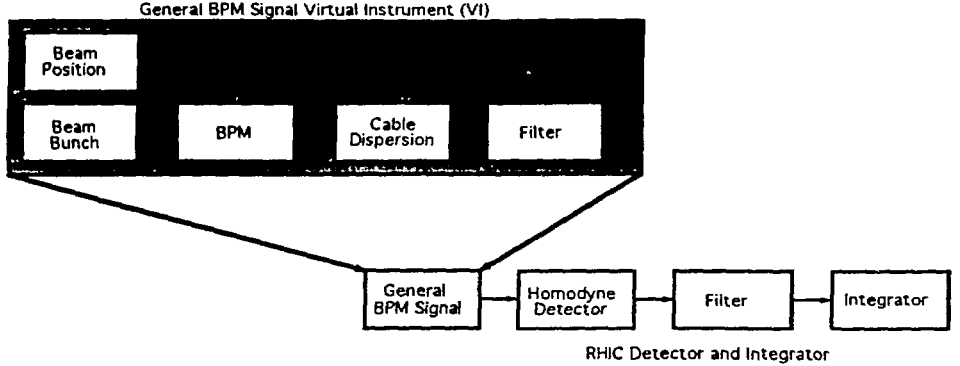 General BPM Signal Virtual Instrument (VI)
Beam
Position
Beam
Bunch
BPM
Cable
Dispersion
Filter
General
BPM Signal
Homodyne
Detector
Filter
Integrator
RHIC Detector and Integrator